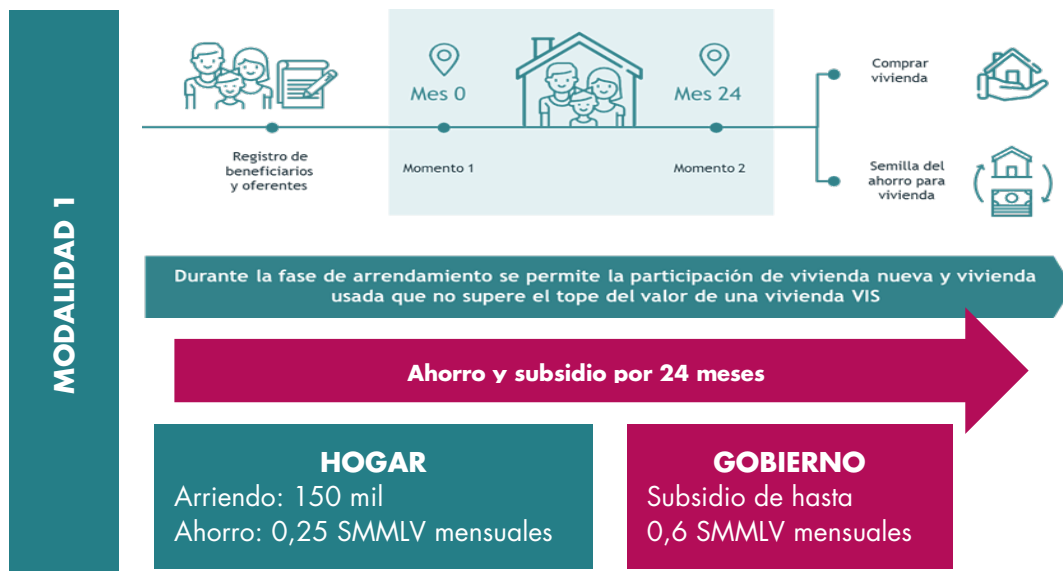 MODALIDAD 1
Registro de
beneficiarios
y oferentes
Mes 0
Momento 1
Mes 24
Momento 2
Comprar
vivienda
Semilla del
ahorro para
vivienda
Durante la fase de arrendamiento se permite la participación de vivienda nueva y vivienda
usada que no supere el tope del valor de una vivienda VIS
Ahorro y subsidio por 24 meses
HOGAR
Arriendo: 150 mil
Ahorro: 0,25 SMMLV mensuales
GOBIERNO
Subsidio de hasta
0,6 SMMLV mensuales